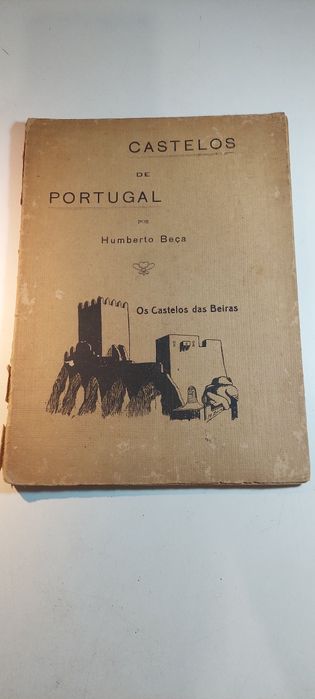 CASTELOS
DE
PORTUGAL
POR
Humberto Beça
Os Castelos das Beiras